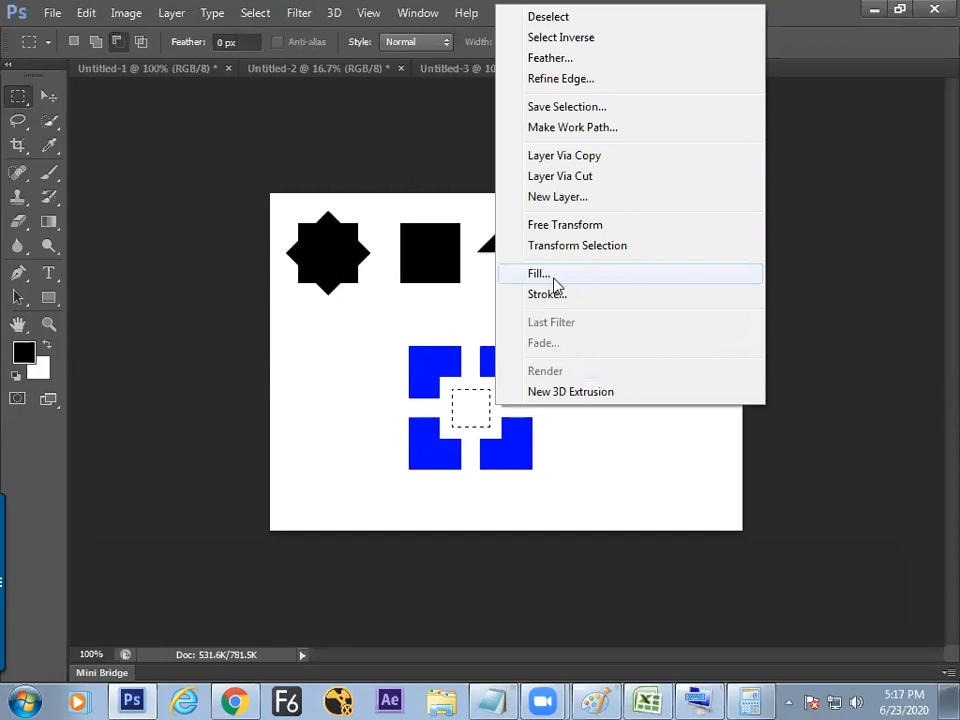 Ps File Edit Image Layer Type Select Filter 3D View Window Help
Feather: 0 px Anti-alias Style: Normal Width:
Untitled-1 @ 100% (RGB/8) * × Untitled-2 @ 16.7% (RGB/8) * × Untitled-3 @ 10
Deselect
Select Inverse
Feather...
Refine Edge...
Save Selection...
Make Work Path...
Layer Via Copy
Layer Via Cut
New Layer...
Free Transform
Transform Selection
Fill...
Stroke...
Last Filter
Fade...
Render
New 3D Extrusion
T
100% Doc: 531.6K/781.5K
Mini Bridge
Ps F6 Ae
5:17 PM
6/23/2020